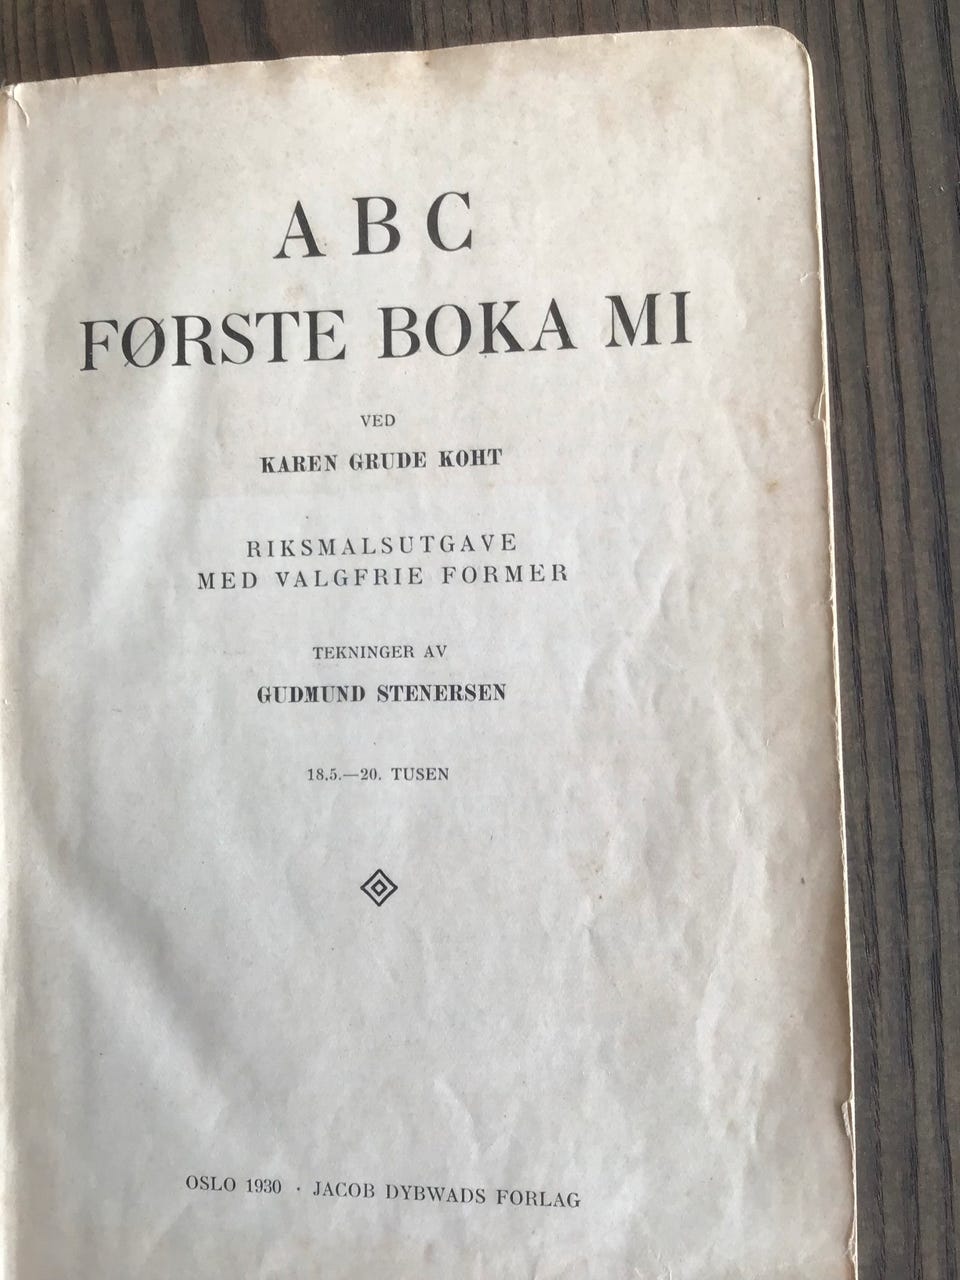 ABC
FØRSTE BOKA MI
VED
KAREN GRUDE KOHT
RIKSMALSUTGAVE
MED VALGFRIE FORMER
TEKNINGER AV
GUDMUND STENERSEN
18.5.—20. TUSEN
OSLO 1930 · JACOB DYBWADS FORLAG